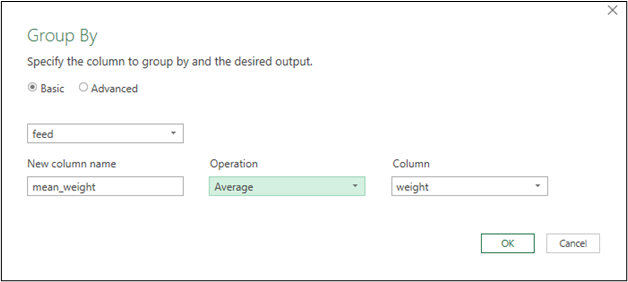 Group By
Specify the column to group by and the desired output.
Basic Advanced
feed
New column name Operation Column
mean_weight Average weight
OK Cancel